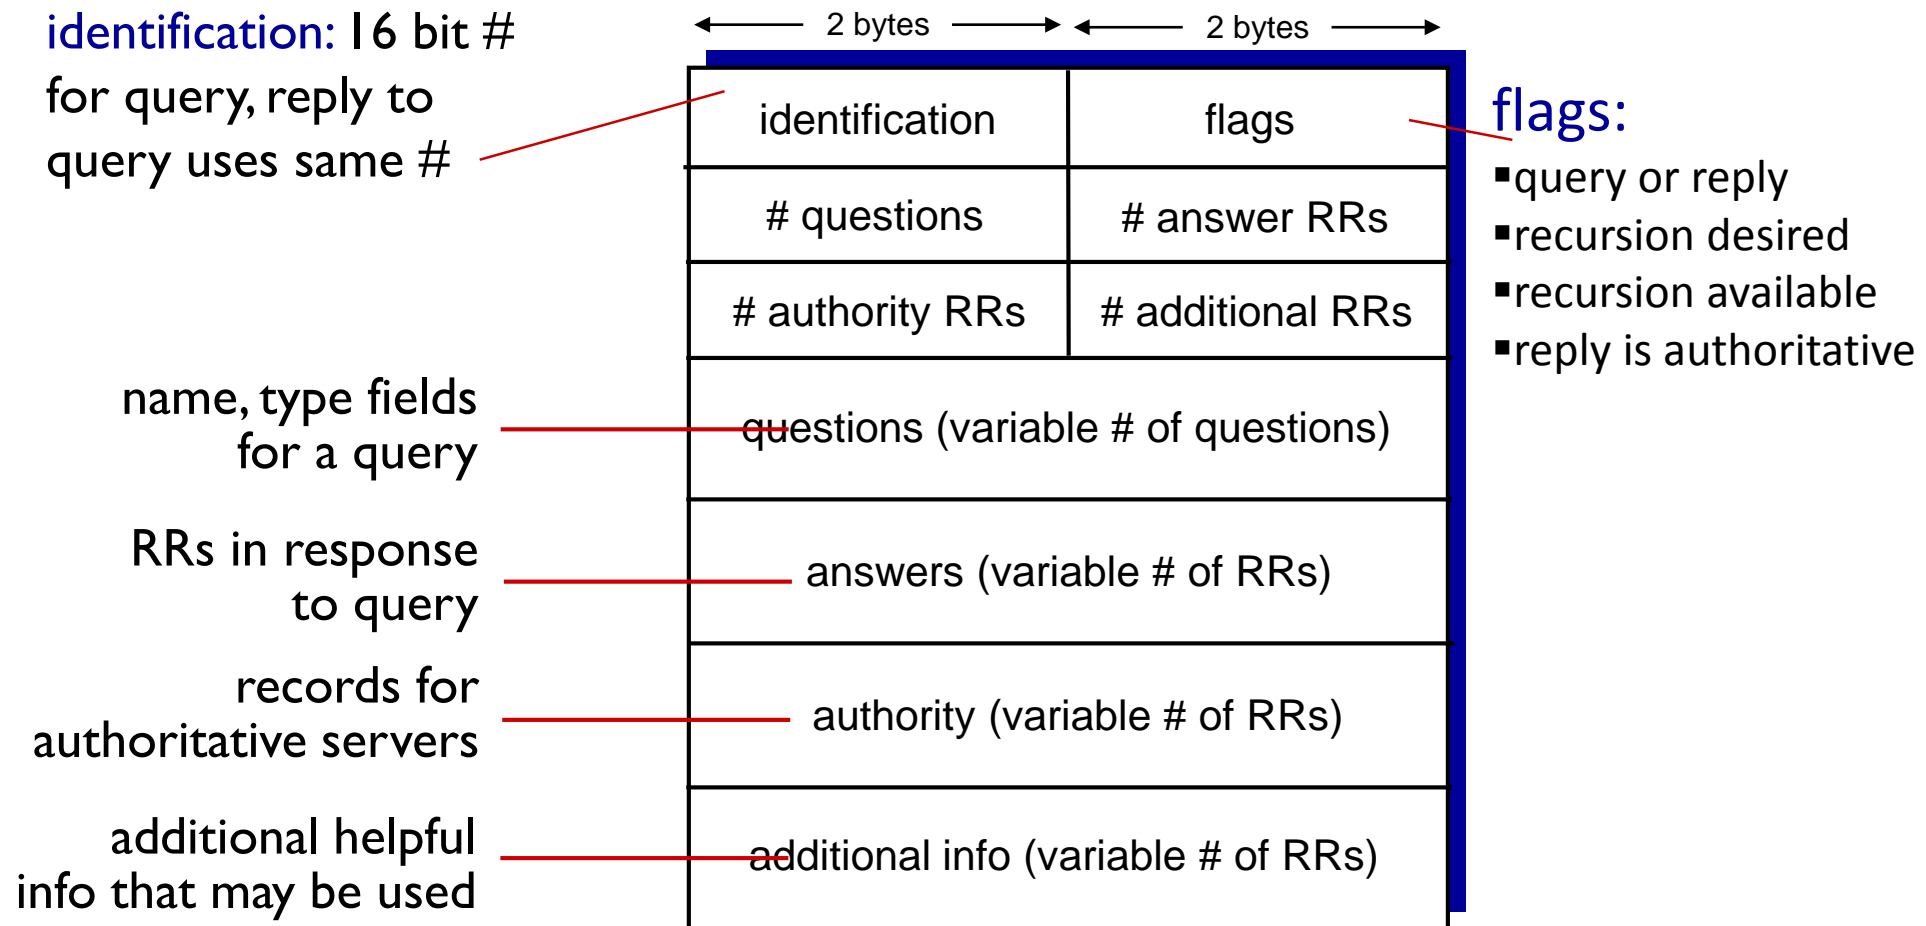 identification: 16 bit #
for query, reply to
query uses same #
2 bytes
2 bytes
identification
flags
# questions
# answer RRs
# authority RRs
# additional RRs
flags:
▪query or reply
▪recursion desired
▪recursion available
▪reply is authoritative
name, type fields
for a query
questions (variable # of questions)
RRs in response
to query
answers (variable # of RRs)
records for
authoritative servers
authority (variable # of RRs)
additional helpful
info that may be used
additional info (variable # of RRs)